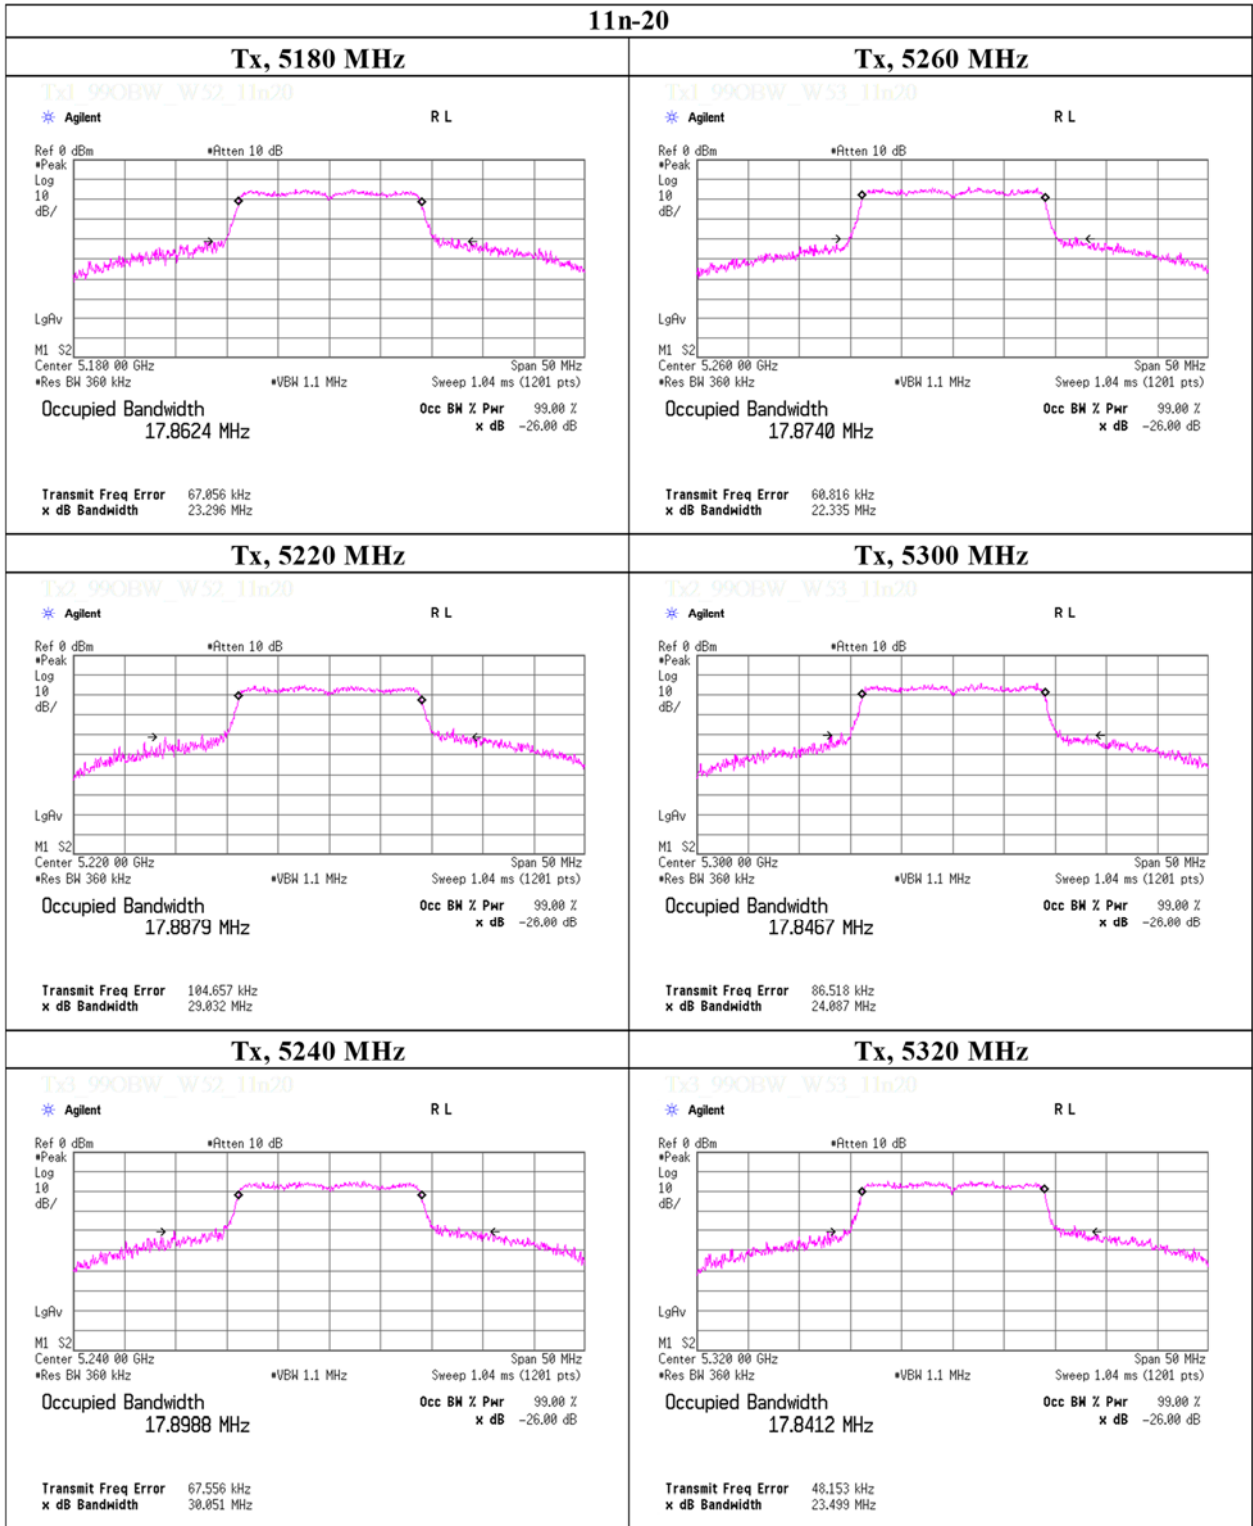 11n-20
Tx, 5180 MHz
Tx1_99OBW_W52_11n20
Agilent R L
Ref 0 dBm #Atten 10 dB
#Peak
Log
10
dB/
LgAv
M1 S2
Center 5.180 00 GHz Span 50 MHz
#Res BW 360 kHz #VBW 1.1 MHz Sweep 1.04 ms (1201 pts)
Occupied Bandwidth Occ BW % Pwr 99.00 %
17.8624 MHz x dB -26.00 dB
Transmit Freq Error 67.056 kHz
x dB Bandwidth 23.296 MHz
Tx, 5260 MHz
Tx1_99OBW_W53_11n20
Agilent R L
Ref 0 dBm #Atten 10 dB
#Peak
Log
10
dB/
LgAv
M1 S2
Center 5.260 00 GHz Span 50 MHz
#Res BW 360 kHz #VBW 1.1 MHz Sweep 1.04 ms (1201 pts)
Occupied Bandwidth Occ BW % Pwr 99.00 %
17.8740 MHz x dB -26.00 dB
Transmit Freq Error 60.816 kHz
x dB Bandwidth 22.335 MHz
Tx, 5220 MHz
Tx2_99OBW_W52_11n20
Agilent R L
Ref 0 dBm #Atten 10 dB
#Peak
Log
10
dB/
LgAv
M1 S2
Center 5.220 00 GHz Span 50 MHz
#Res BW 360 kHz #VBW 1.1 MHz Sweep 1.04 ms (1201 pts)
Occupied Bandwidth Occ BW % Pwr 99.00 %
17.8879 MHz x dB -26.00 dB
Transmit Freq Error 104.657 kHz
x dB Bandwidth 29.032 MHz
Tx, 5300 MHz
Tx2_99OBW_W53_11n20
Agilent R L
Ref 0 dBm #Atten 10 dB
#Peak
Log
10
dB/
LgAv
M1 S2
Center 5.300 00 GHz Span 50 MHz
#Res BW 360 kHz #VBW 1.1 MHz Sweep 1.04 ms (1201 pts)
Occupied Bandwidth Occ BW % Pwr 99.00 %
17.8467 MHz x dB -26.00 dB
Transmit Freq Error 86.518 kHz
x dB Bandwidth 24.087 MHz
Tx, 5240 MHz
Tx3_99OBW_W52_11n20
Agilent R L
Ref 0 dBm #Atten 10 dB
#Peak
Log
10
dB/
LgAv
M1 S2
Center 5.240 00 GHz Span 50 MHz
#Res BW 360 kHz #VBW 1.1 MHz Sweep 1.04 ms (1201 pts)
Occupied Bandwidth Occ BW % Pwr 99.00 %
17.8988 MHz x dB -26.00 dB
Transmit Freq Error 67.556 kHz
x dB Bandwidth 30.051 MHz
Tx, 5320 MHz
Tx3_99OBW_W53_11n20
Agilent R L
Ref 0 dBm #Atten 10 dB
#Peak
Log
10
dB/
LgAv
M1 S2
Center 5.320 00 GHz Span 50 MHz
#Res BW 360 kHz #VBW 1.1 MHz Sweep 1.04 ms (1201 pts)
Occupied Bandwidth Occ BW % Pwr 99.00 %
17.8412 MHz x dB -26.00 dB
Transmit Freq Error 48.153 kHz
x dB Bandwidth 23.499 MHz